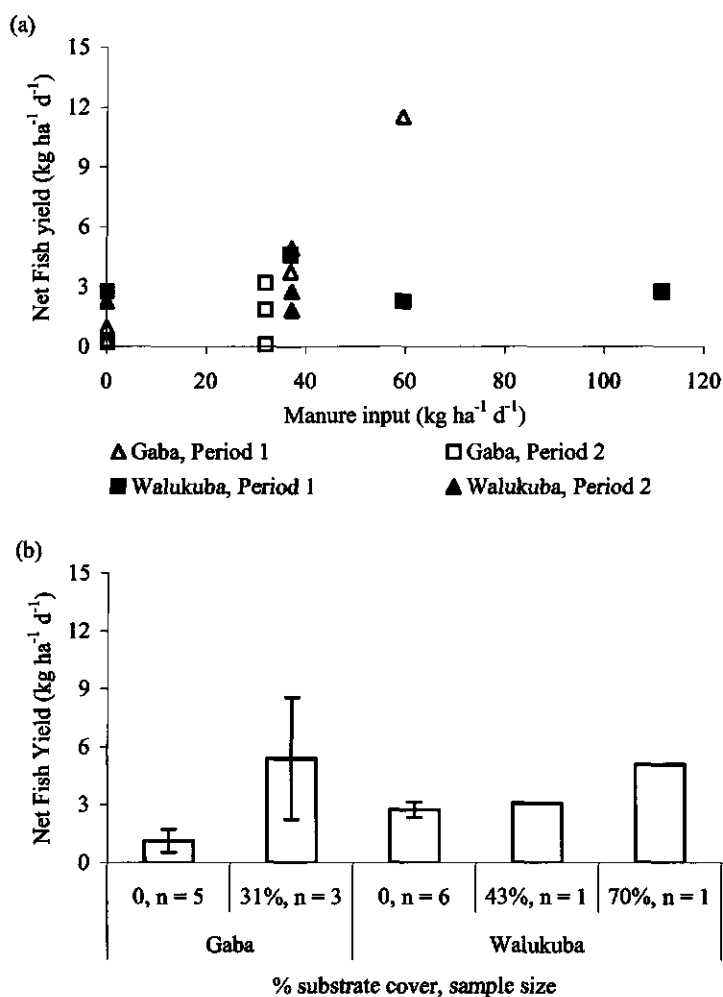 (a)
15
12
9
6
3
0
Net Fish yield (kg ha⁻¹ d⁻¹)
0 20 40 60 80 100 120
Manure input (kg ha⁻¹ d⁻¹)
Gaba, Period 1 Gaba, Period 2
Walukuba, Period 1 Walukuba, Period 2
(b)
15
12
9
6
3
0
Net Fish Yield (kg ha⁻¹ d⁻¹)
0, n = 5 31%, n = 3 0, n = 6 43%, n = 1 70%, n = 1
Gaba Walukuba
% substrate cover, sample size